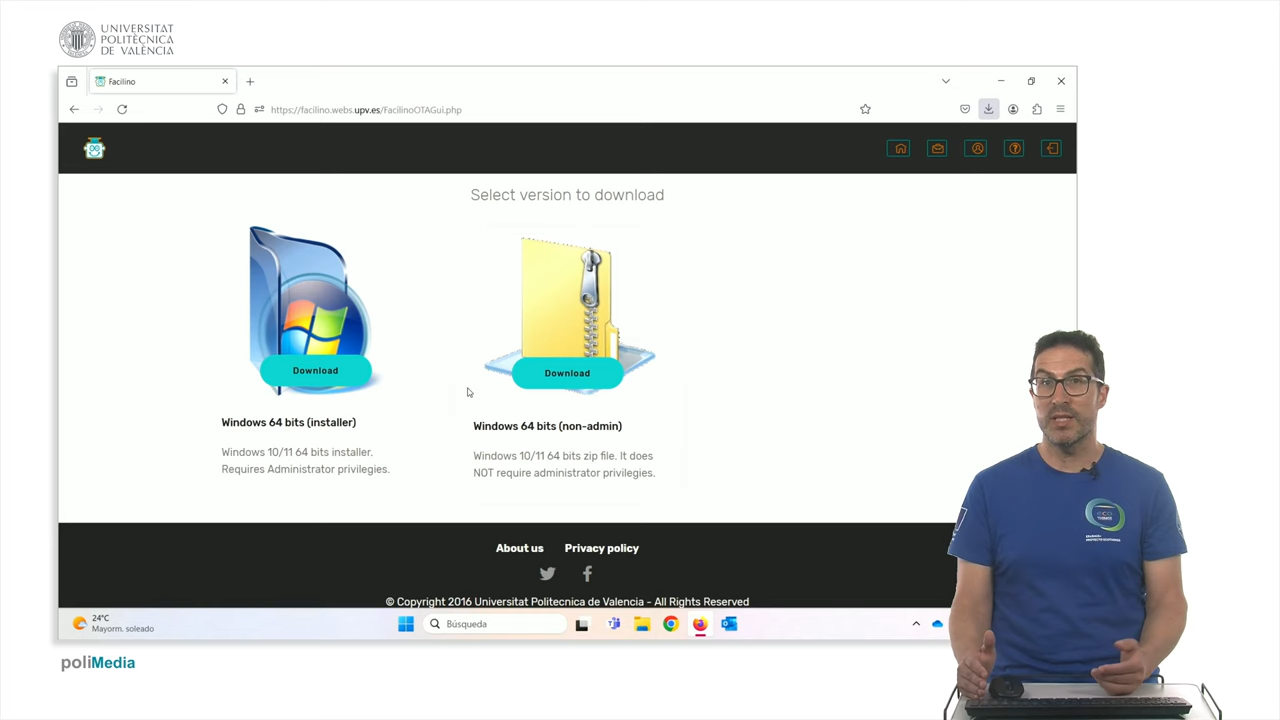 UNIVERSITAT
POLITÈCNICA
DE VALÈNCIA
Facilino
https://facilino.webs.upv.es/FacilinoOTAGui.php
Select version to download
Download
Download
Windows 64 bits (installer)
Windows 10/11 64 bits installer.
Requires Administrator privilegies.
Windows 64 bits (non-admin)
Windows 10/11 64 bits zip file. It does
NOT require administrator privilegies.
About us
Privacy policy
© Copyright 2016 Universitat Politecnica de Valencia - All Rights Reserved
24°C
Mayorm. soleado
Búsqueda
poliMedia